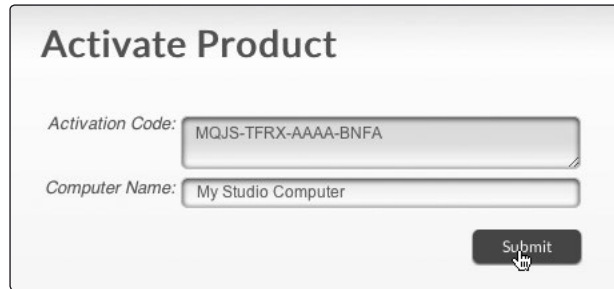 Activate Product
Activation Code: MQJS-TFRX-AAAA-BNFA
Computer Name: My Studio Computer
Submit